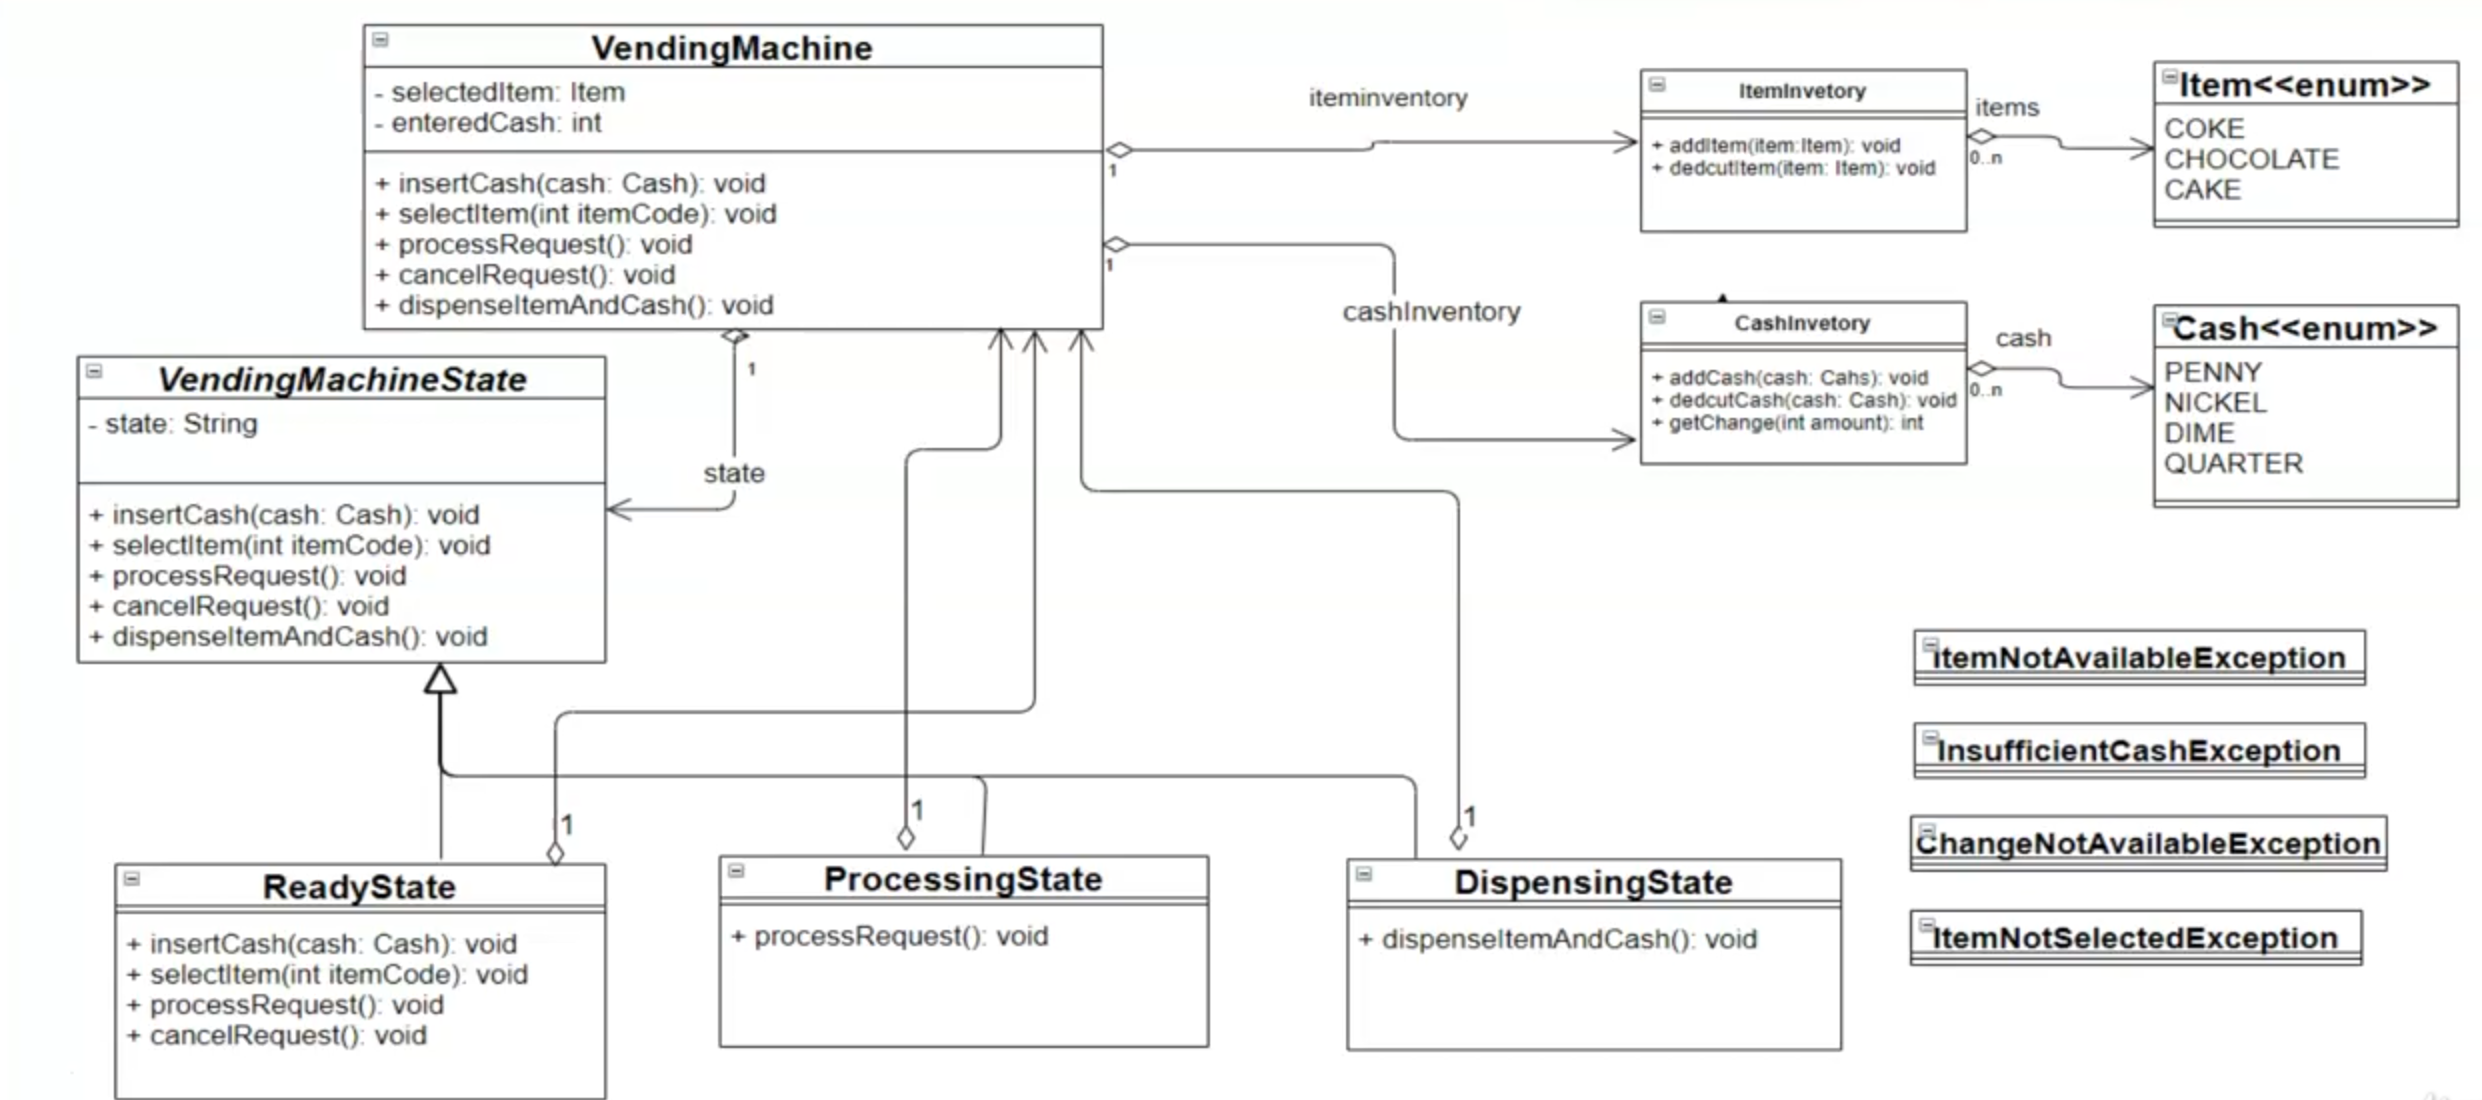 VendingMachine
- selectedItem: Item
- enteredCash: int
+ insertCash(cash: Cash): void
+ selectItem(int itemCode): void
+ processRequest(): void
+ cancelRequest(): void
+ dispenseItemAndCash(): void
1
iteminventory
1
cashInventory
1
state
ItemInvetory
+ addItem(item:Item): void
+ dedcutItem(item: Item): void
items
0..n
Item<<enum>>
COKE
CHOCOLATE
CAKE
CashInvetory
+ addCash(cash: Cahs): void
+ dedcutCash(cash: Cash): void
+ getChange(int amount): int
cash
0..n
Cash<<enum>>
PENNY
NICKEL
DIME
QUARTER
VendingMachineState
- state: String
+ insertCash(cash: Cash): void
+ selectItem(int itemCode): void
+ processRequest(): void
+ cancelRequest(): void
+ dispenseItemAndCash(): void
1
1
1
ReadyState
+ insertCash(cash: Cash): void
+ selectItem(int itemCode): void
+ processRequest(): void
+ cancelRequest(): void
ProcessingState
+ processRequest(): void
DispensingState
+ dispenseItemAndCash(): void
ItemNotAvailableException
InsufficientCashException
ChangeNotAvailableException
ItemNotSelectedException